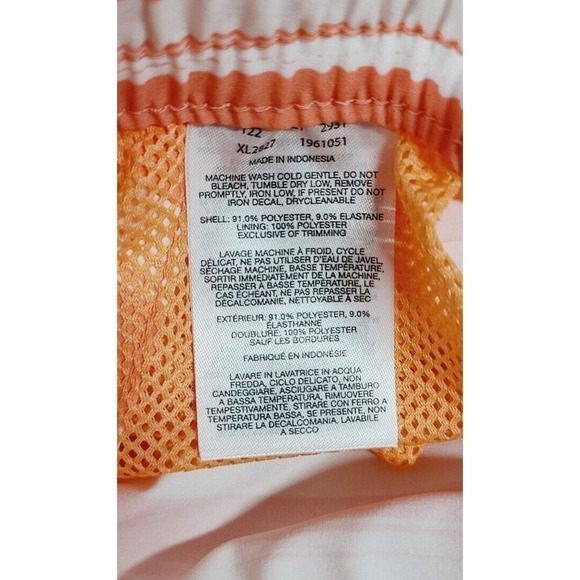 122
XL2627 1961051
MADE IN INDONESIA
MACHINE WASH COLD GENTLE, DO NOT
BLEACH, TUMBLE DRY LOW, REMOVE
PROMPTLY, IRON LOW, IF PRESENT DO NOT
IRON DECAL, DRYCLEANABLE
SHELL: 91.0% POLYESTER, 9.0% ELASTANE
LINING: 100% POLYESTER
EXCLUSIVE OF TRIMMING
LAVAGE MACHINE À FROID, CYCLE
DÉLICAT, NE PAS UTILISER D'EAU DE JAVEL,
SÉCHAGE MACHINE, BASSE TEMPÉRATURE,
SORTIR IMMÉDIATEMENT DE LA MACHINE,
REPASSER À BASSE TEMPÉRATURE, LE
CAS ÉCHÉANT, NE PAS REPASSER LA
DÉCALCOMANIE, NETTOYABLE À SEC
EXTÉRIEUR: 91.0% POLYESTER, 9.0%
ÉLASTHANNE
DOUBLURE: 100% POLYESTER
SAUF LES BORDURES
FABRIQUÉ EN INDONÉSIE
LAVARE IN LAVATRICE IN ACQUA
FREDDA, CICLO DELICATO, NON
CANDEGGIARE, ASCIUGARE A TAMBURO
A BASSA TEMPERATURA, RIMUOVERE
TEMPESTIVAMENTE, STIRARE CON FERRO A
TEMPERATURA BASSA, SE PRESENTE, NON
STIRARE LA DECALCOMANIA, LAVABILE
A SECCO